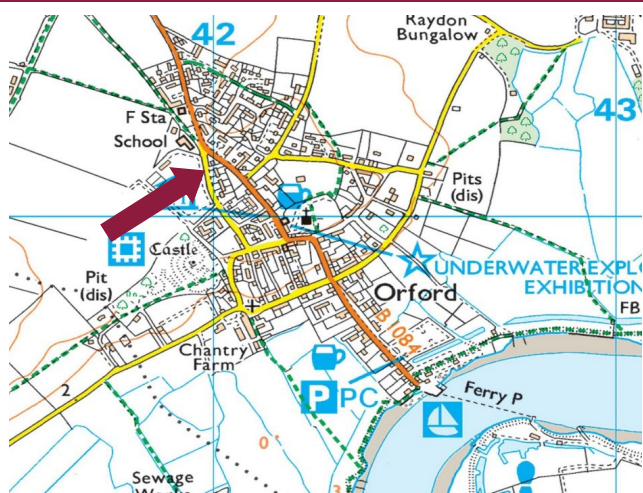 42
Raydon
Bungalow
43
F Sta
School
Pits
(dis)
Castle
UNDERWATER EXPLO
EXHIBITION
Pit
(dis)
Orford
FB
B 1084
Chantry
Farm
2
P PC
Ferry P
Sewage